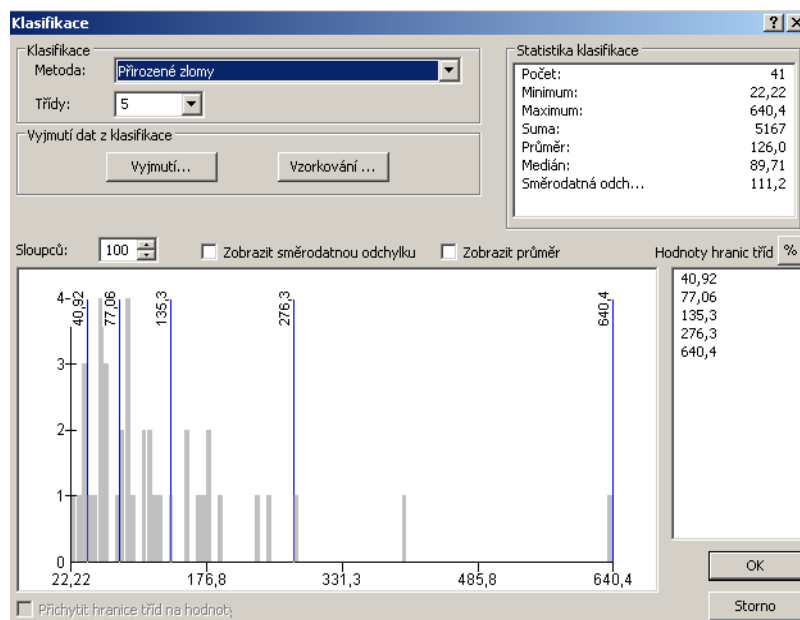 Klasifikace
Klasifikace
Metoda: Přirozené zlomy
Třídy: 5
Vyjmutí dat z klasifikace
Vyjmutí... Vzorkování ...
Statistika klasifikace
Počet: 41
Minimum: 22,22
Maximum: 640,4
Suma: 5167
Průměr: 126,0
Medián: 89,71
Směrodatná odch... 111,2
Sloupců: 100 Zobrazit směrodatnou odchylku Zobrazit průměr Hodnoty hranic tříd %
40,92 77,06 135,3 276,3 640,4
4
3
2
1
0
22,22 176,8 331,3 485,8 640,4
40,92
77,06
135,3
276,3
640,4
OK
Storno
Přichytit hranice tříd na hodnoty